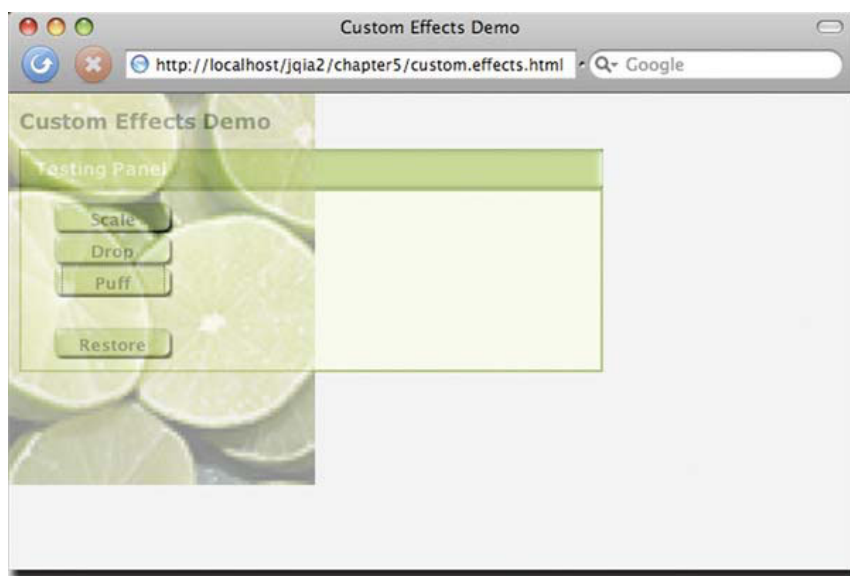 Custom Effects Demo
http://localhost/jqia2/chapter5/custom.effects.html
Google
Custom Effects Demo
Testing Panel
Scale
Drop
Puff
Restore